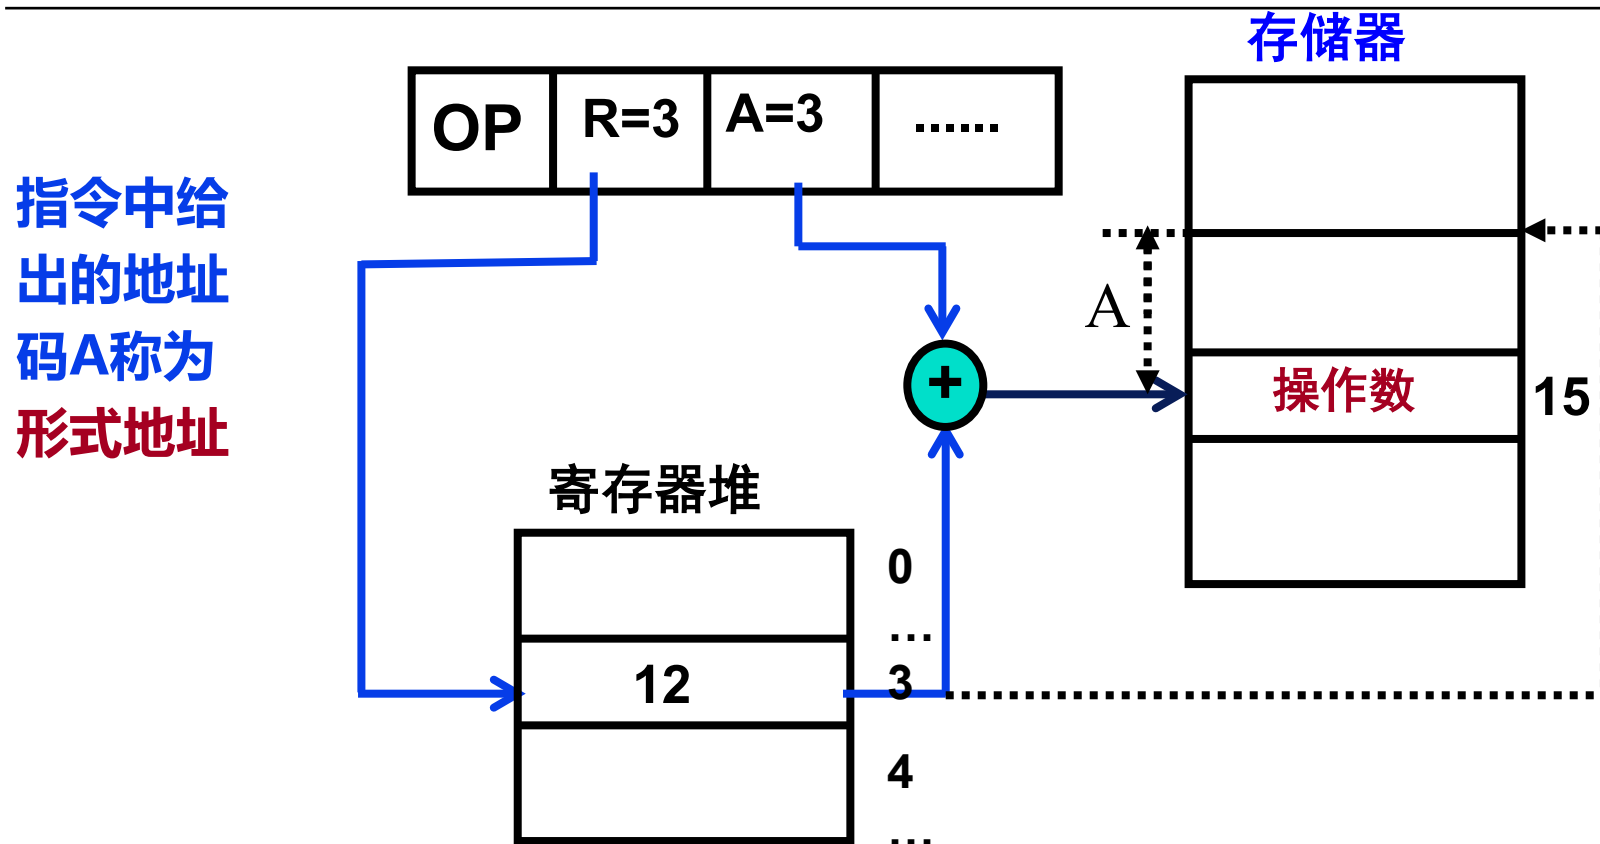 存储器
OP R=3 A=3 .......
指令中给
出的地址
码A称为
形式地址
A
+
操作数 15
寄存器堆
0
...
12 3
4
...